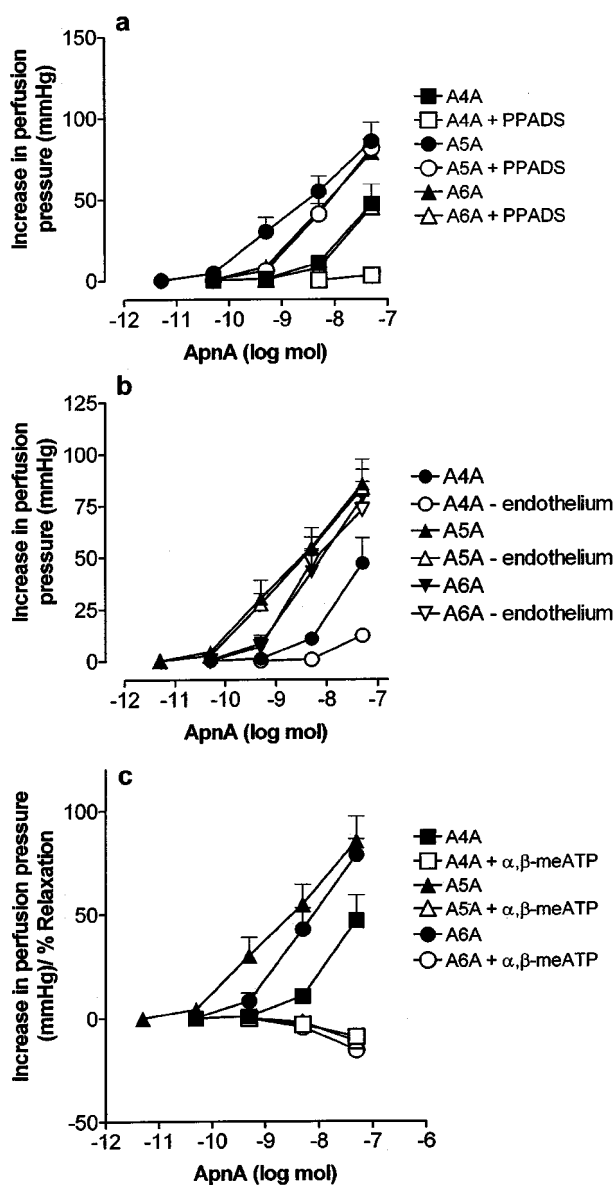 a
Increase in perfusion
pressure (mmHg)
150
100
50
0
-12 -11 -10 -9 -8 -7
ApnA (log mol)
A4A
A4A + PPADS
A5A
A5A + PPADS
A6A
A6A + PPADS
b
Increase in perfusion
pressure (mmHg)
125
100
75
50
25
0
-12 -11 -10 -9 -8 -7
ApnA (log mol)
A4A
A4A - endothelium
A5A
A5A - endothelium
A6A
A6A - endothelium
c
Increase in perfusion pressure
(mmHg)/ % Relaxation
100
50
0
-50
-11 -10 -9 -8 -7 -6
ApnA (log mol)
A4A
A4A + α,β-meATP
A5A
A5A + α,β-meATP
A6A
A6A + α,β-meATP